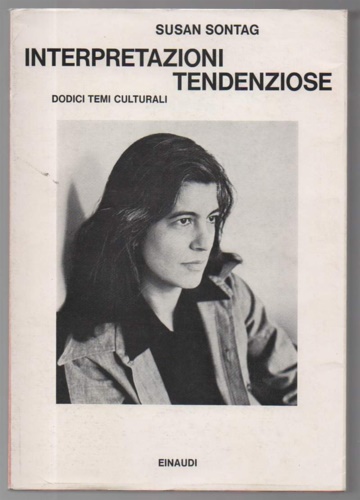 SUSAN SONTAG
INTERPRETAZIONI
TENDENZIOSE
DODICI TEMI CULTURALI
EINAUDI